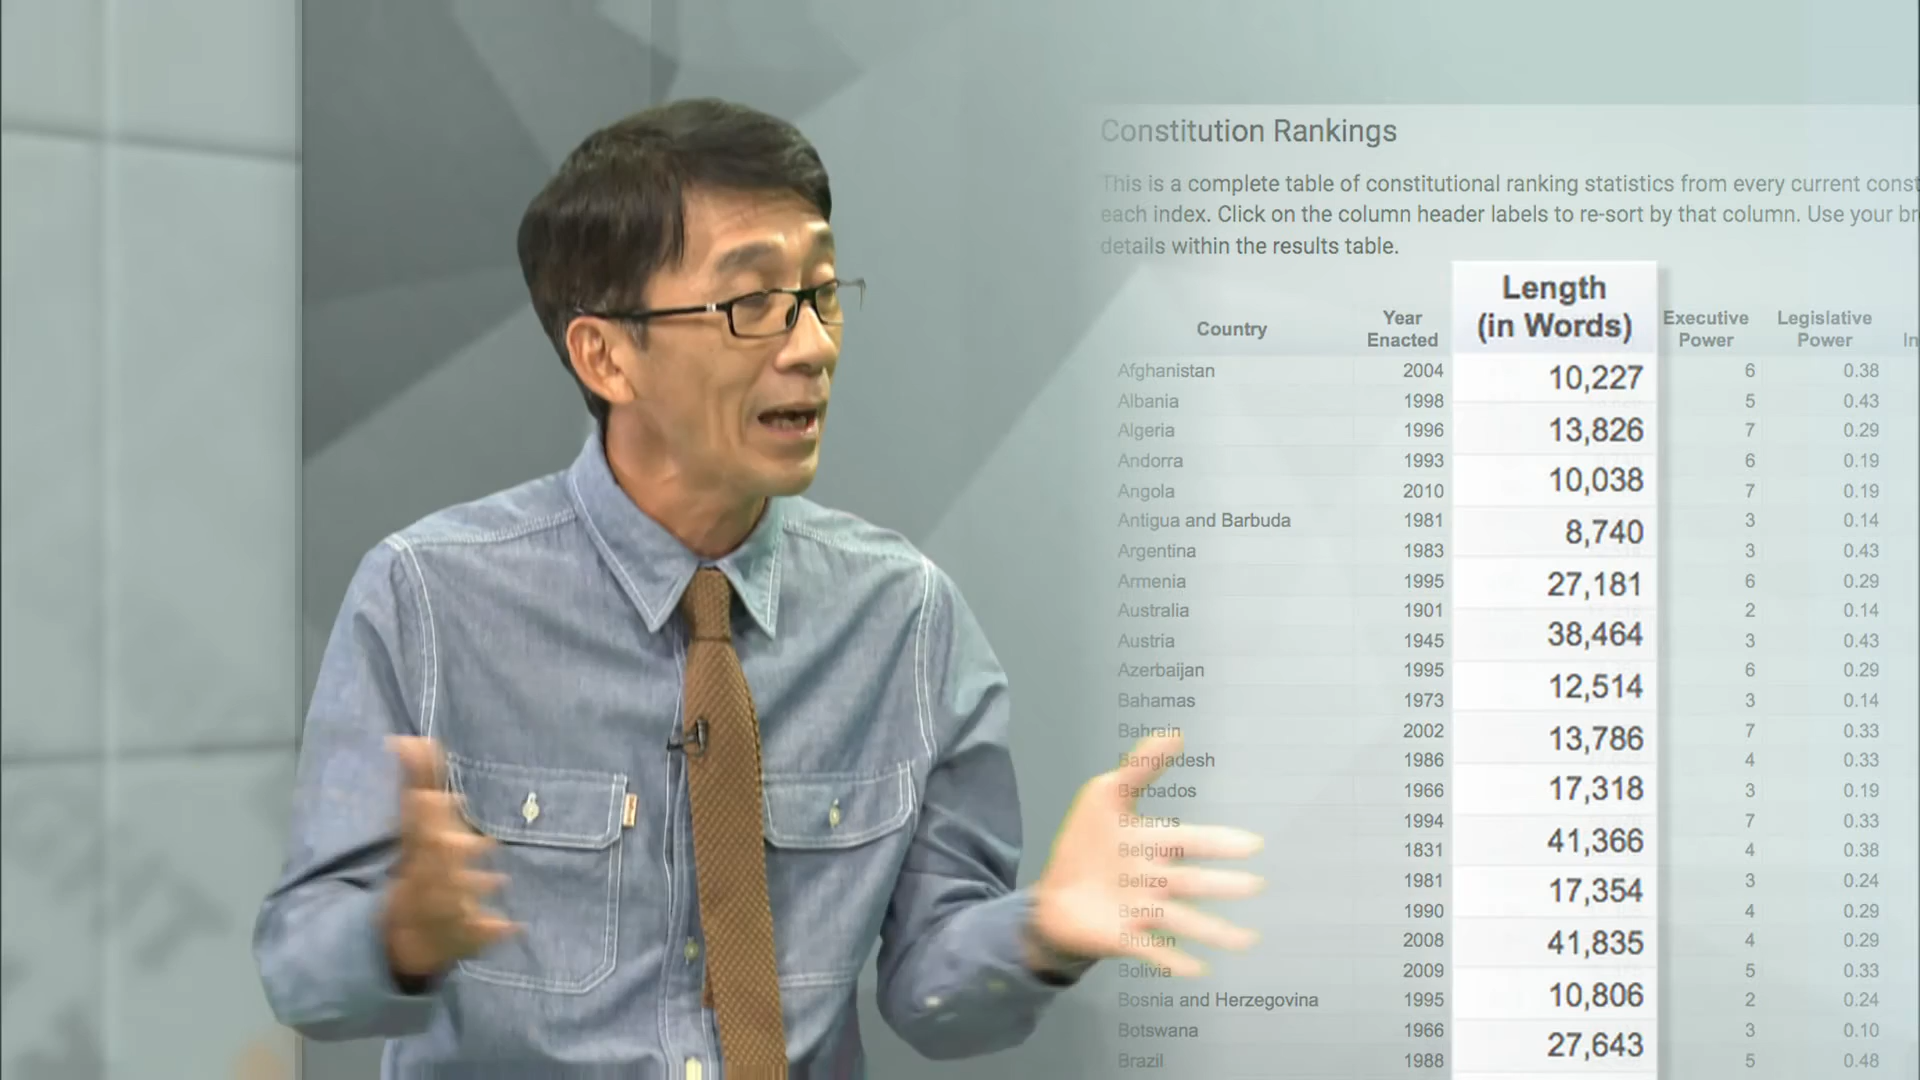 Constitution Rankings
This is a complete table of constitutional ranking statistics from every current const
each index. Click on the column header labels to re-sort by that column. Use your br
details within the results table.
Country Year Enacted Length (in Words) Executive Power Legislative Power In
Afghanistan 2004 10,227 6 0.38
Albania 1998 5 0.43
Algeria 1996 13,826 7 0.29
Andorra 1993 6 0.19
Angola 2010 10,038 7 0.19
Antigua and Barbuda 1981 8,740 3 0.14
Argentina 1983 3 0.43
Armenia 1995 27,181 6 0.29
Australia 1901 2 0.14
Austria 1945 38,464 3 0.43
Azerbaijan 1995 12,514 6 0.29
Bahamas 1973 3 0.14
Bahrain 2002 13,786 7 0.33
Bangladesh 1986 4 0.33
Barbados 1966 17,318 3 0.19
Belarus 1994 7 0.33
Belgium 1831 41,366 4 0.38
Belize 1981 17,354 3 0.24
Benin 1990 4 0.29
Bhutan 2008 41,835 4 0.29
Bolivia 2009 5 0.33
Bosnia and Herzegovina 1995 10,806 2 0.24
Botswana 1966 3 0.10
Brazil 1988 27,643 5 0.48